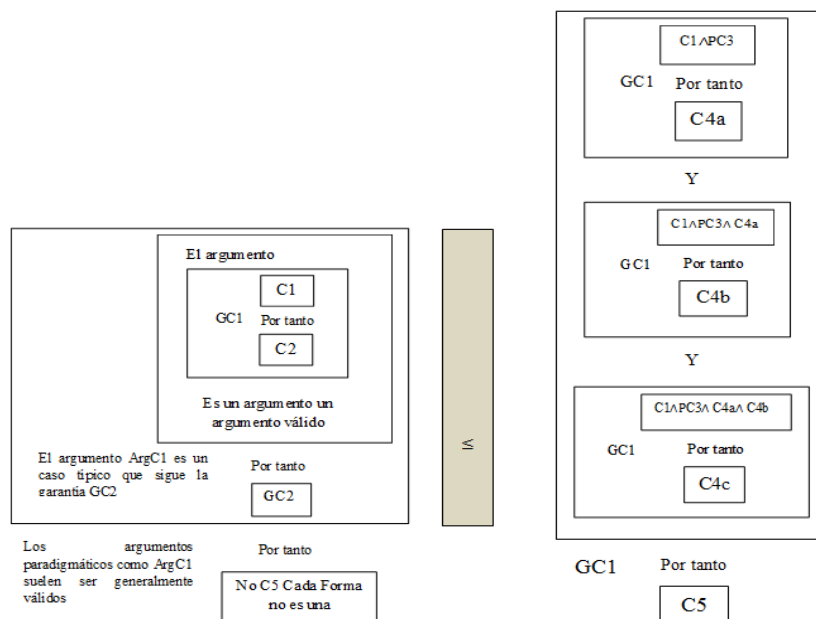 El argumento
C1
GC1 Por tanto
C2
Es un argumento un
argumento válido
El argumento ArgC1 es un
caso típico que sigue la
garantía GC2
Por tanto
GC2
Los argumentos
paradigmáticos como ArgC1
suelen ser generalmente
válidos
Por tanto
No C5 Cada Forma
no es una
≤
C1∧PC3
GC1 Por tanto
C4a
Y
C1∧PC3∧ C4a
GC1 Por tanto
C4b
Y
C1∧PC3∧ C4a∧ C4b
GC1 Por tanto
C4c
GC1 Por tanto
C5